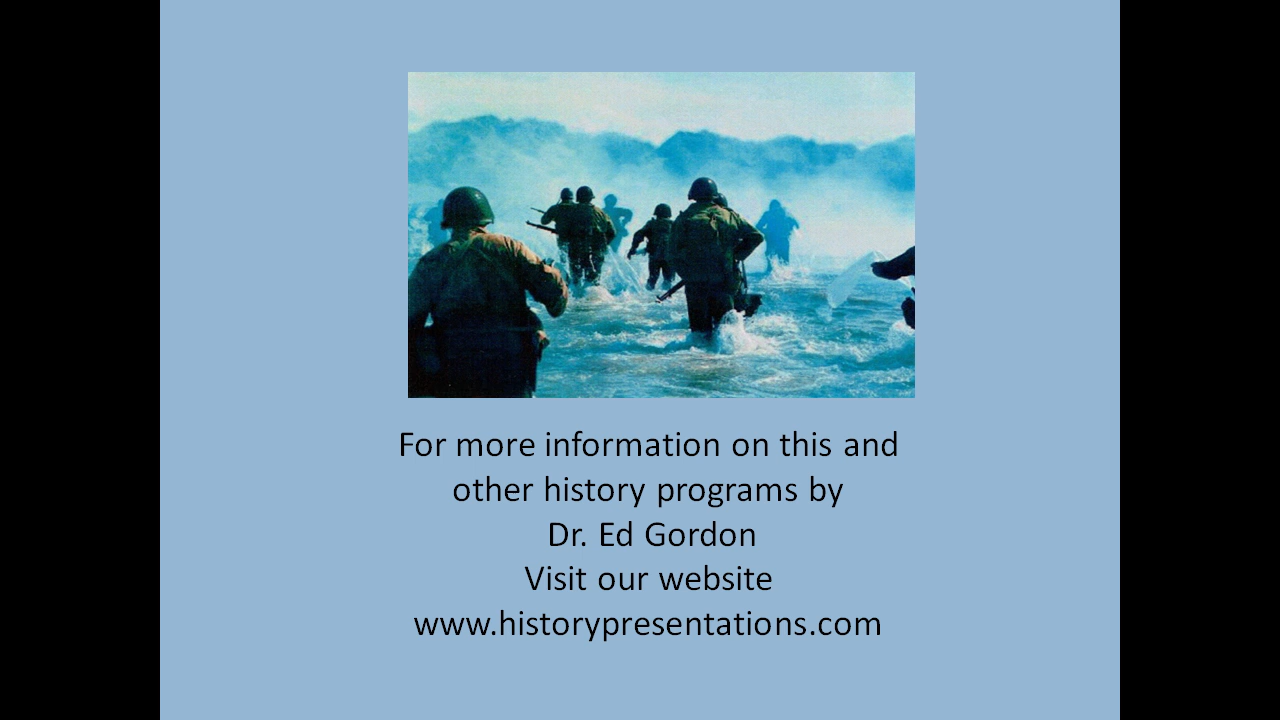 For more information on this and
other history programs by
Dr. Ed Gordon
Visit our website
www.historypresentations.com